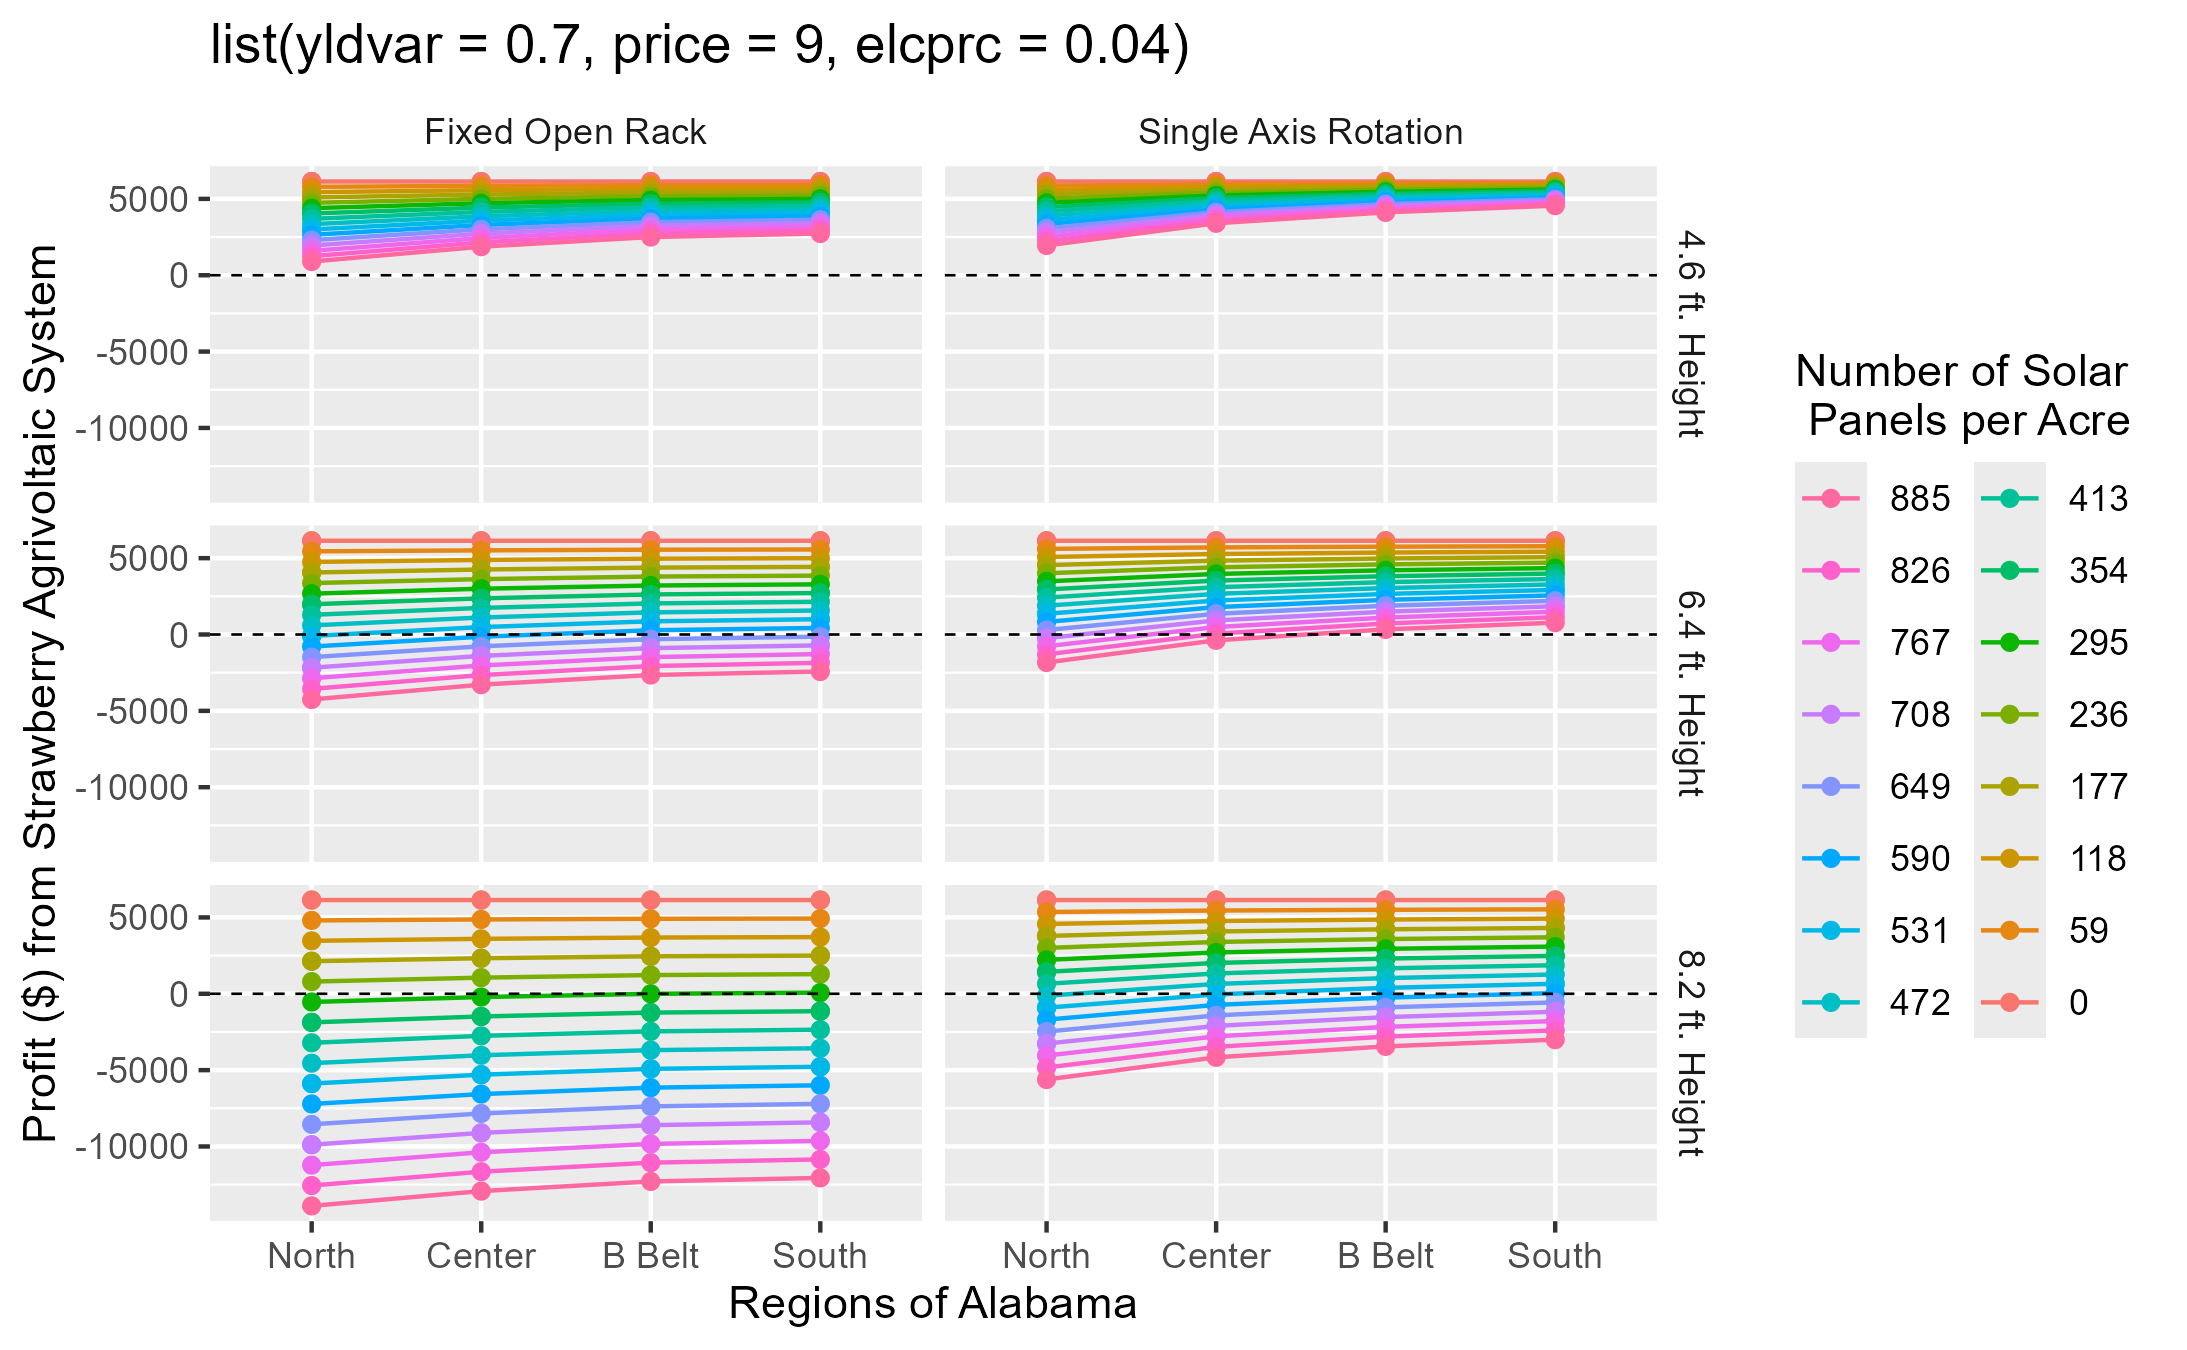 list(yldvar = 0.7, price = 9, elcprc = 0.04)
Fixed Open Rack
Single Axis Rotation
Profit ($) from Strawberry Agrivoltaic System
5000
0
-5000
-10000
4.6 ft. Height
5000
0
-5000
-10000
6.4 ft. Height
5000
0
-5000
-10000
8.2 ft. Height
North Center B Belt South
North Center B Belt South
Regions of Alabama
Number of Solar
Panels per Acre
885 413
826 354
767 295
708 236
649 177
590 118
531 59
472 0